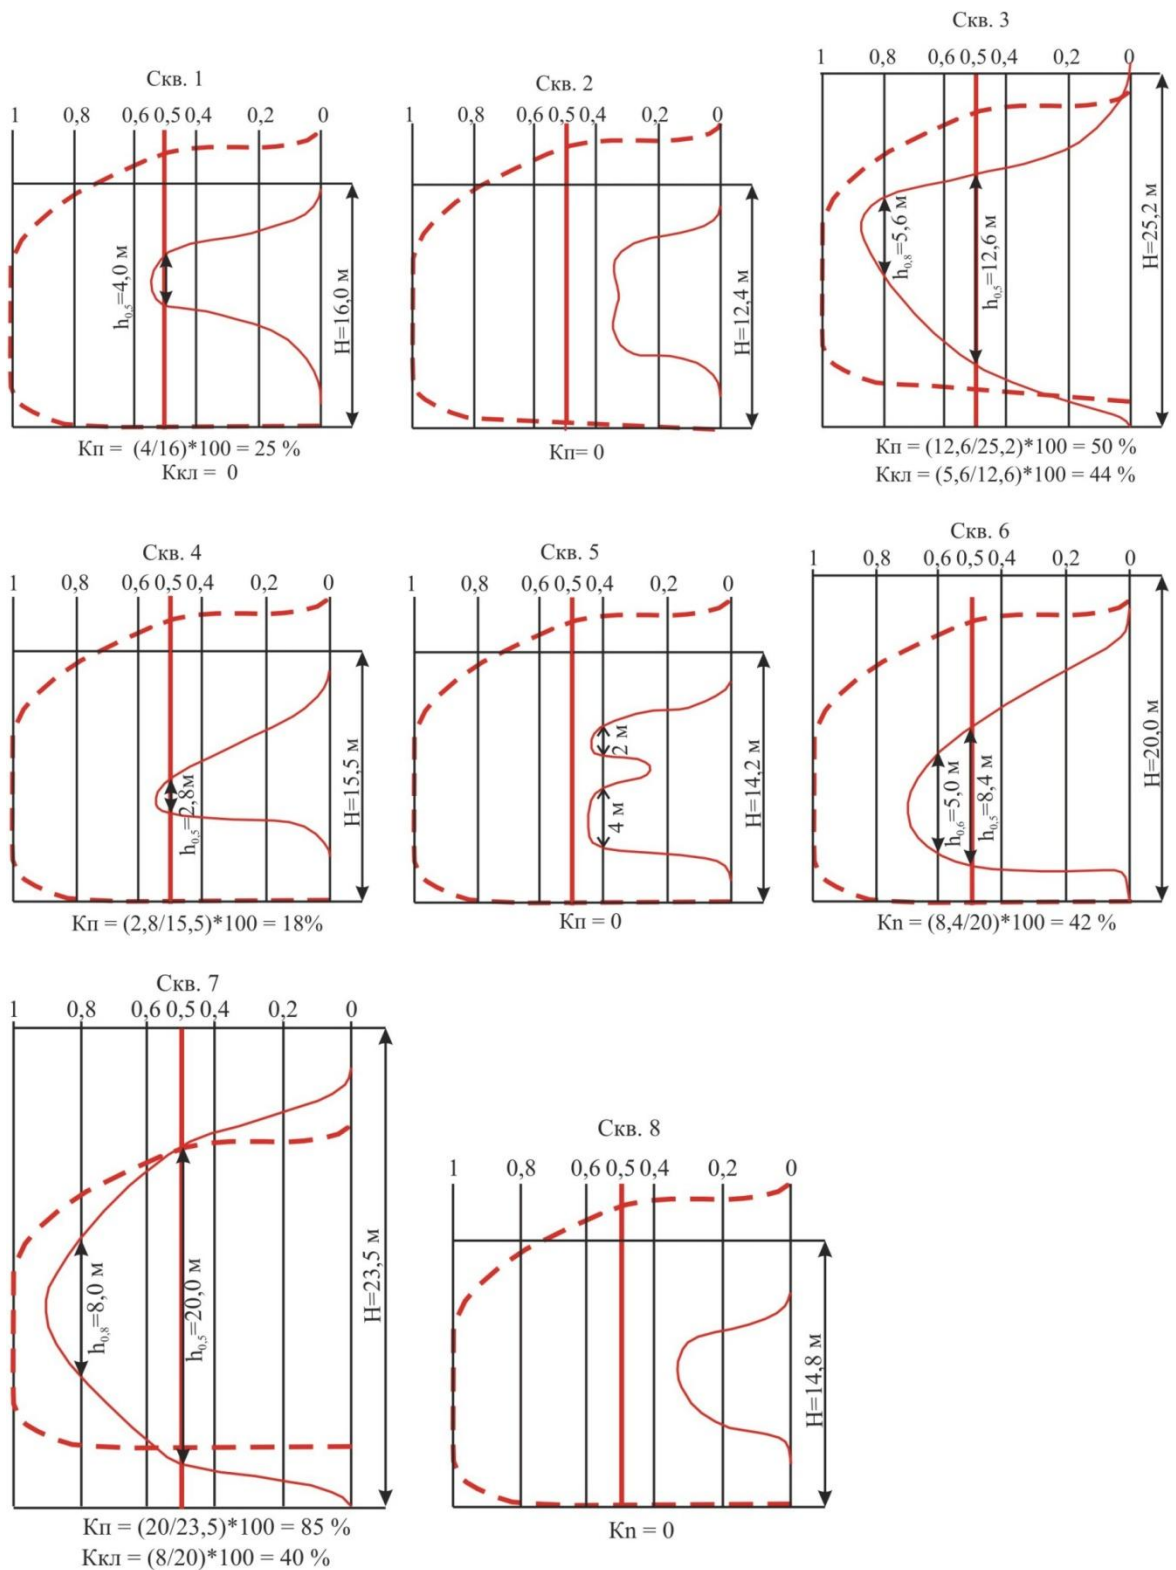 Скв. 1
1 0,8 0,6 0,5 0,4 0,2 0
h0,5=4,0 м
H=16,0 м
Кп = (4/16)*100 = 25 %
Ккл = 0
Скв. 2
1 0,8 0,6 0,5 0,4 0,2 0
H=12,4 м
Кп= 0
Скв. 3
1 0,8 0,6 0,5 0,4 0,2 0
h0,8=5,6 м
h0,5=12,6 м
H=25,2 м
Кп = (12,6/25,2)*100 = 50 %
Ккл = (5,6/12,6)*100 = 44 %
Скв. 4
1 0,8 0,6 0,5 0,4 0,2 0
h0,5=2,8м
H=15,5 м
Кп = (2,8/15,5)*100 = 18%
Скв. 5
1 0,8 0,6 0,5 0,4 0,2 0
2 м
4 м
H=14,2 м
Кп = 0
Скв. 6
1 0,8 0,6 0,5 0,4 0,2 0
h0,6=5,0 м
h0,5=8,4 м
H=20,0 м
Кn = (8,4/20)*100 = 42 %
Скв. 7
1 0,8 0,6 0,5 0,4 0,2 0
h0,8=8,0 м
h0,5=20,0 м
H=23,5 м
Кп = (20/23,5)*100 = 85 %
Ккл = (8/20)*100 = 40 %
Скв. 8
1 0,8 0,6 0,5 0,4 0,2 0
H=14,8 м
Кn = 0